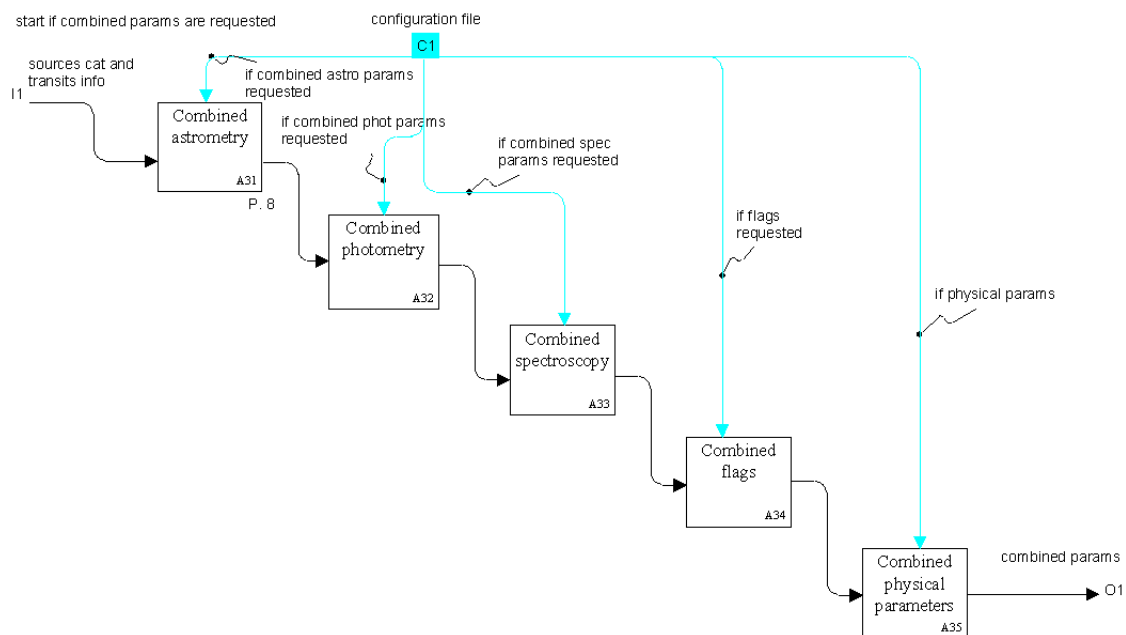 start if combined params are requested
configuration file
C1
sources cat and
transits info
I1
if combined astro params
requested
Combined
astrometry
A31
P. 8
if combined phot params
requested
if combined spec
params requested
Combined
photometry
A32
if flags
requested
if physical params
Combined
spectroscopy
A33
Combined
flags
A34
Combined
physical
parameters
A35
combined params
O1